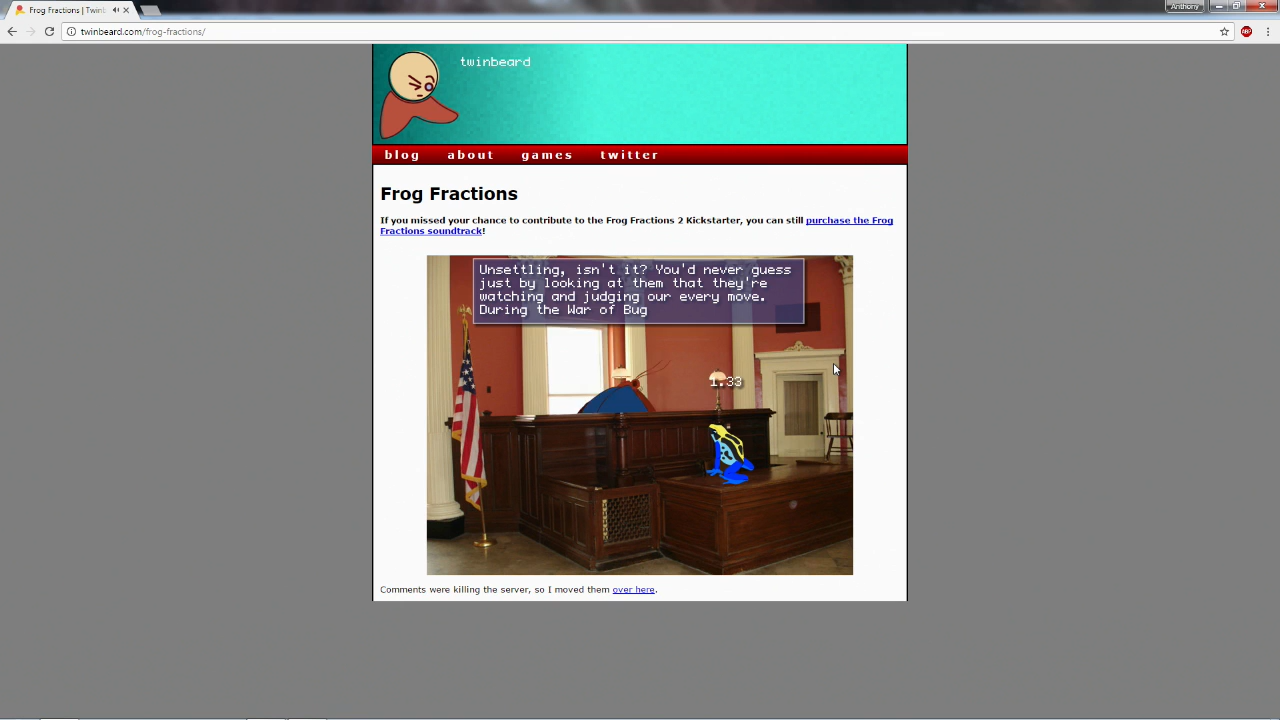 Frog Fractions | Twinb
Anthony
twinbeard.com/frog-fractions/
ABP
twinbeard
blog about games twitter
Frog Fractions
If you missed your chance to contribute to the Frog Fractions 2 Kickstarter, you can still purchase the Frog
Fractions soundtrack!
Unsettling, isn't it? You'd never guess
just by looking at them that they're
watching and judging our every move.
During the War of Bug
1.33
Comments were killing the server, so I moved them over here.